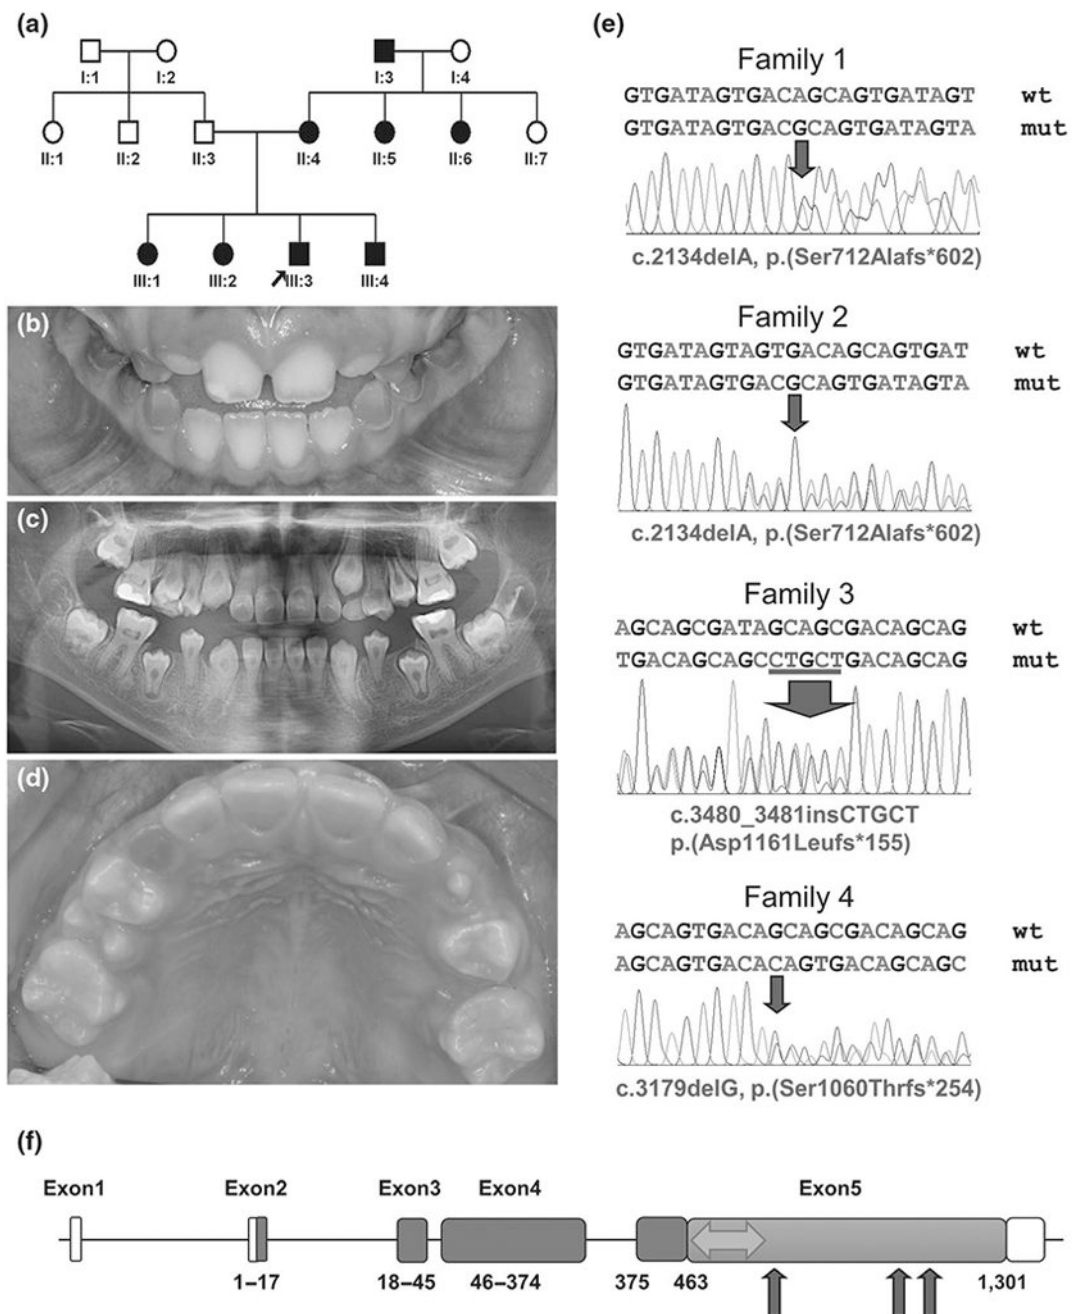 (a)
I:1 I:2 I:3 I:4
II:1 II:2 II:3 II:4 II:5 II:6 II:7
III:1 III:2 III:3 III:4
(b)
(c)
(d)
(e)
Family 1
GTGATAGTGACAGCAGTGATAGT wt
GTGATAGTGACGCAGTGATAGTA mut
c.2134delA, p.(Ser712Alafs*602)
Family 2
GTGATAGTAGTGACAGCAGTGAT wt
GTGATAGTGACGCAGTGATAGTA mut
c.2134delA, p.(Ser712Alafs*602)
Family 3
AGCAGCGATAGCAGCGACAGCAG wt
TGACAGCAGCCTGCTGACAGCAG mut
c.3480_3481insCTGCT
p.(Asp1161Leufs*155)
Family 4
AGCAGTGACAGCAGCGACAGCAG wt
AGCAGTGACACAGTGACAGCAGC mut
c.3179delG, p.(Ser1060Thrfs*254)
(f)
Exon1 Exon2 Exon3 Exon4 Exon5
1–17 18–45 46–374 375 463 1,301